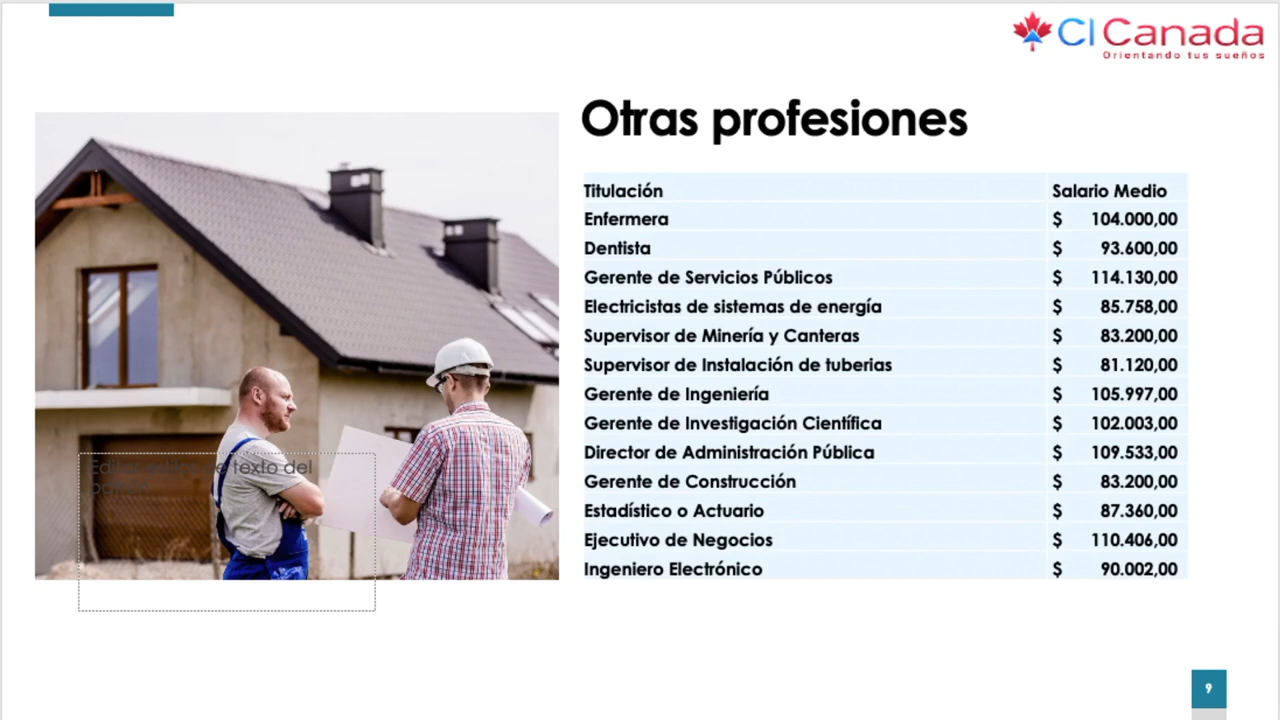 CI Canada
Orientando tus sueños
Otras profesiones
Titulación Salario Medio
Enfermera $ 104.000,00
Dentista $ 93.600,00
Gerente de Servicios Públicos $ 114.130,00
Electricistas de sistemas de energía $ 85.758,00
Supervisor de Minería y Canteras $ 83.200,00
Supervisor de Instalación de tuberias $ 81.120,00
Gerente de Ingeniería $ 105.997,00
Gerente de Investigación Científica $ 102.003,00
Director de Administración Pública $ 109.533,00
Gerente de Construcción $ 83.200,00
Estadístico o Actuario $ 87.360,00
Ejecutivo de Negocios $ 110.406,00
Ingeniero Electrónico $ 90.002,00
de texto del
9